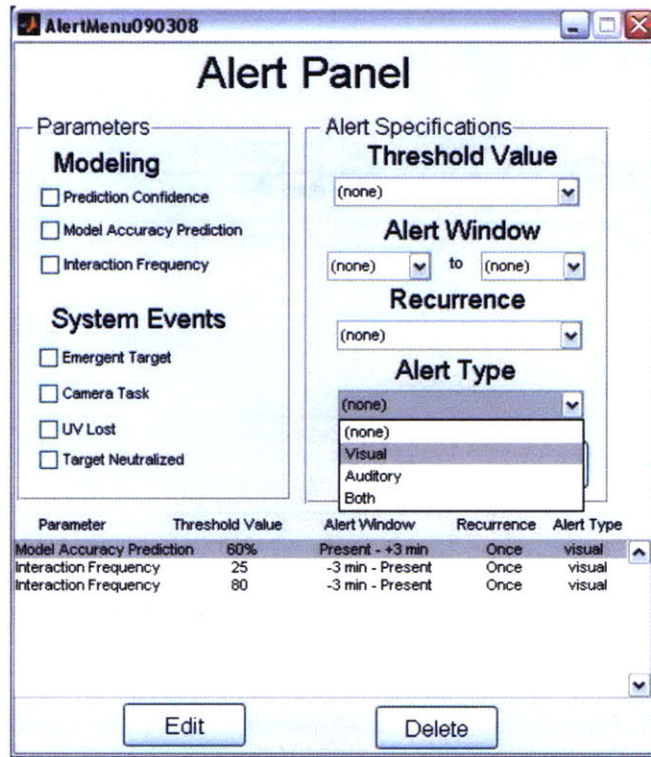 AlertMenu090308
Alert Panel
Parameters
Modeling
Prediction Confidence
Model Accuracy Prediction
Interaction Frequency
System Events
Emergent Target
Camera Task
UV Lost
Target Neutralized
Alert Specifications
Threshold Value
(none)
Alert Window
(none) to (none)
Recurrence
(none)
Alert Type
(none)
(none)
Visual
Auditory
Both
Parameter Threshold Value Alert Window Recurrence Alert Type
Model Accuracy Prediction 60% Present - +3 min Once visual
Interaction Frequency 25 -3 min - Present Once visual
Interaction Frequency 80 -3 min - Present Once visual
Edit Delete